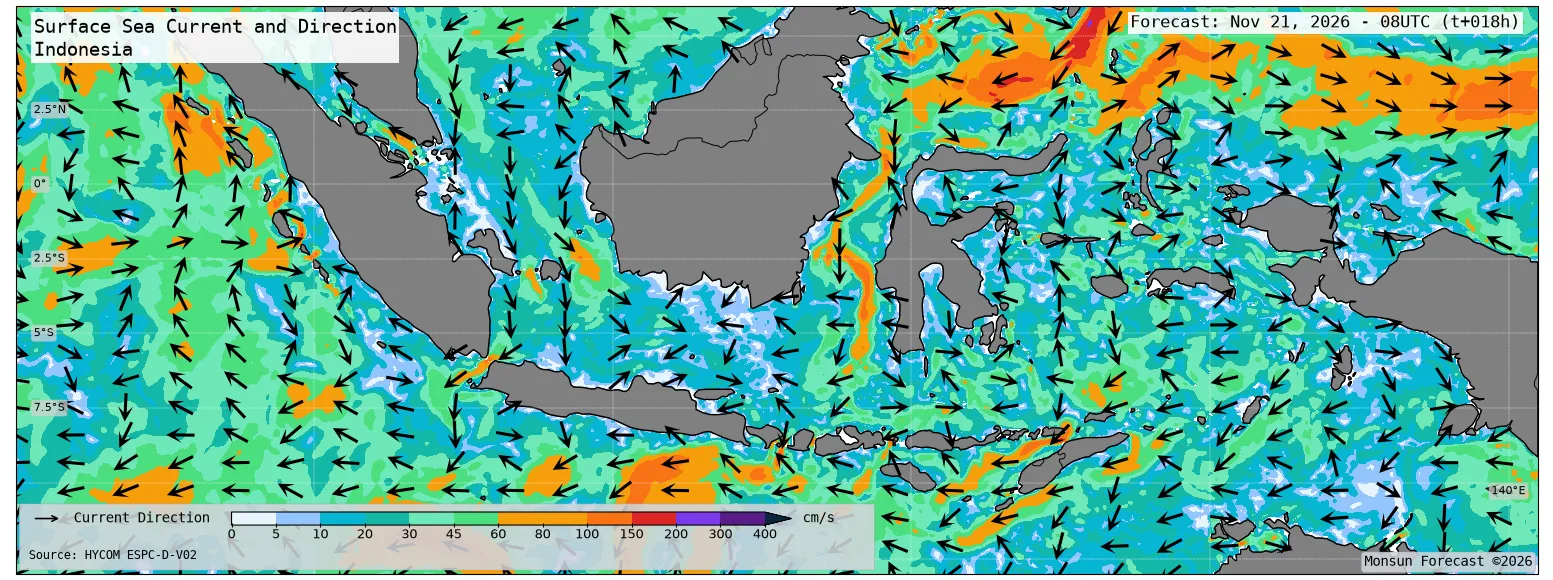 Surface Sea Current and Direction
Indonesia
Forecast: Nov 21, 2026 - 08UTC (t+018h)
2.5°N
0°
2.5°S
5°S
7.5°S
140°E
Current Direction
0 5 10 20 30 45 60 80 100 150 200 300 400 cm/s
Source: HYCOM ESPC-D-V02
Monsun Forecast ©2026